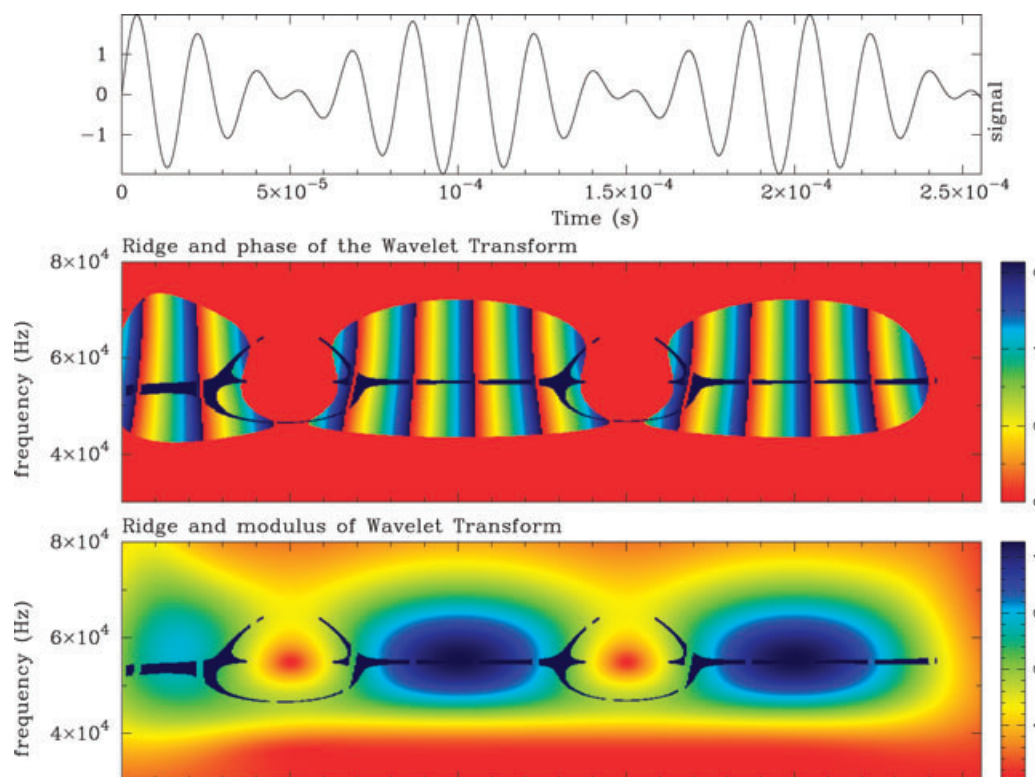 1
0
−1
signal
0
5×10⁻⁵
10⁻⁴
1.5×10⁻⁴
2×10⁻⁴
2.5×10⁻⁴
Time (s)
Ridge and phase of the Wavelet Transform
8×10⁴
6×10⁴
4×10⁴
frequency (Hz)
Ridge and modulus of Wavelet Transform
8×10⁴
6×10⁴
4×10⁴
frequency (Hz)